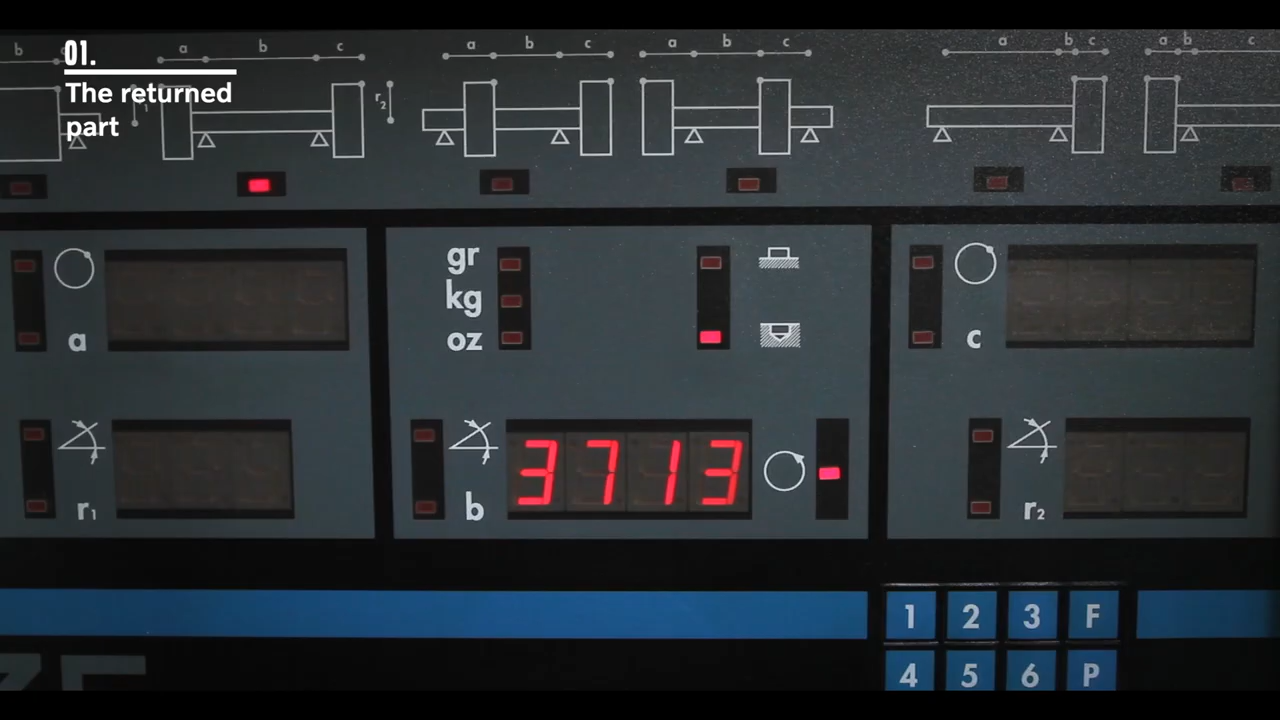 01.
The returned
part
b
a b c
a b c
a b c
a b c
a b c
r2
gr
kg
oz
a
c
r1
b
3713
r2
1 2 3 F
4 5 6 P